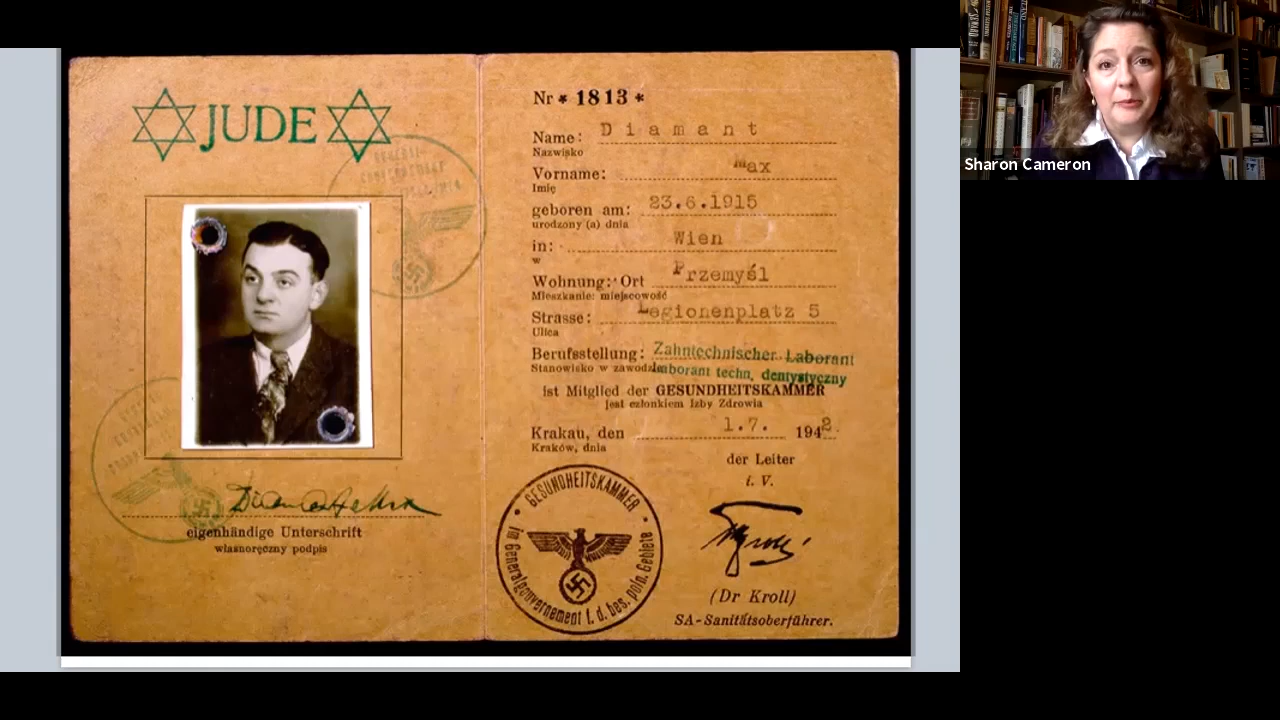 JUDE
eigenhändige Unterschrift
własnoręczny podpis
Nr * 1813 *
Name: Diamant
Nazwisko
Vorname: Max
Imię
geboren am: 23.6.1915
urodzony (a) dnia
in: Wien
w
Wohnung: Ort Przemyśl
Mieszkanie: miejscowość
Strasse: Legionenplatz 5
Ulica
Berufsstellung: Zahntechnischer Laborant
Stanowisko w zawodzie laborant techn. dentystyczny
ist Mitglied der GESUNDHEITSKAMMER
jest członkiem Izby Zdrowia
Krakau, den 1.7. 1942.
Kraków, dnia
der Leiter
i. V.
GESUNDHEITSKAMMER
im Generalgouvernement f. d. bes. poln. Gebiete
(Dr Kroll)
SA-Sanitätsoberführer.
Sharon Cameron